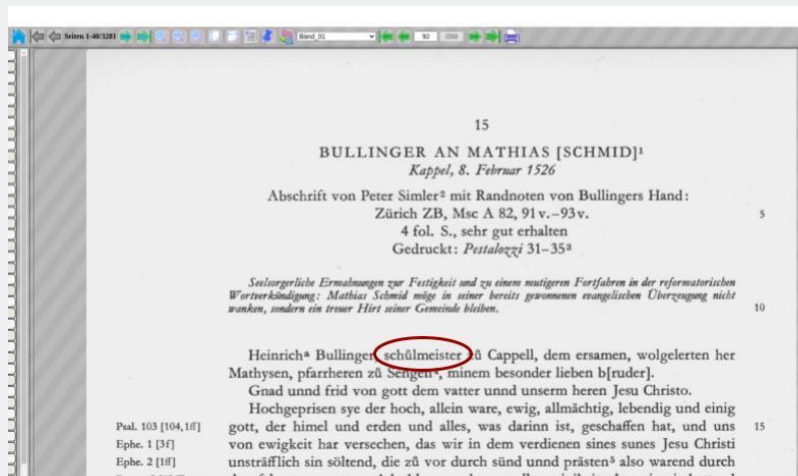 Seiten 1-40/3281 Band_01 92
15
BULLINGER AN MATHIAS [SCHMID]¹
Kappel, 8. Februar 1526
Abschrift von Peter Simler² mit Randnoten von Bullingers Hand:
Zürich ZB, Msc A 82, 91 v.–93 v. 5
4 fol. S., sehr gut erhalten
Gedruckt: Pestalozzi 31–35³
Seelsorgerliche Ermahnungen zur Festigkeit und zu einem mutigeren Fortfahren in der reformatorischen
Wortverkündigung: Mathias Schmid möge in seiner bereits gewonnenen evangelischen Überzeugung nicht
wanken, sondern ein treuer Hirt seiner Gemeinde bleiben. 10
Heinrichᵃ Bullinger, schůlmeister zů Cappell, dem ersamen, wolgelerten her
Mathysen, pfarrheren zů Sengen⁴, minem besonder lieben b[ruder].
Gnad unnd frid von gott dem vatter unnd unserm heren Jesu Christo.
Hochgeprisen sye der hoch, allein ware, ewig, allmächtig, lebendig und einig
Psal. 103 [104,1ff] gott, der himel und erden und alles, was darinn ist, geschaffen hat, und uns 15
Ephe. 1 [3f] von ewigkeit har versechen, das wir in dem verdienen sines sunes Jesu Christi
Ephe. 2 [1ff] unsträfflich sin söltend, die zů vor durch sünd unnd prästen⁵ also warend durch